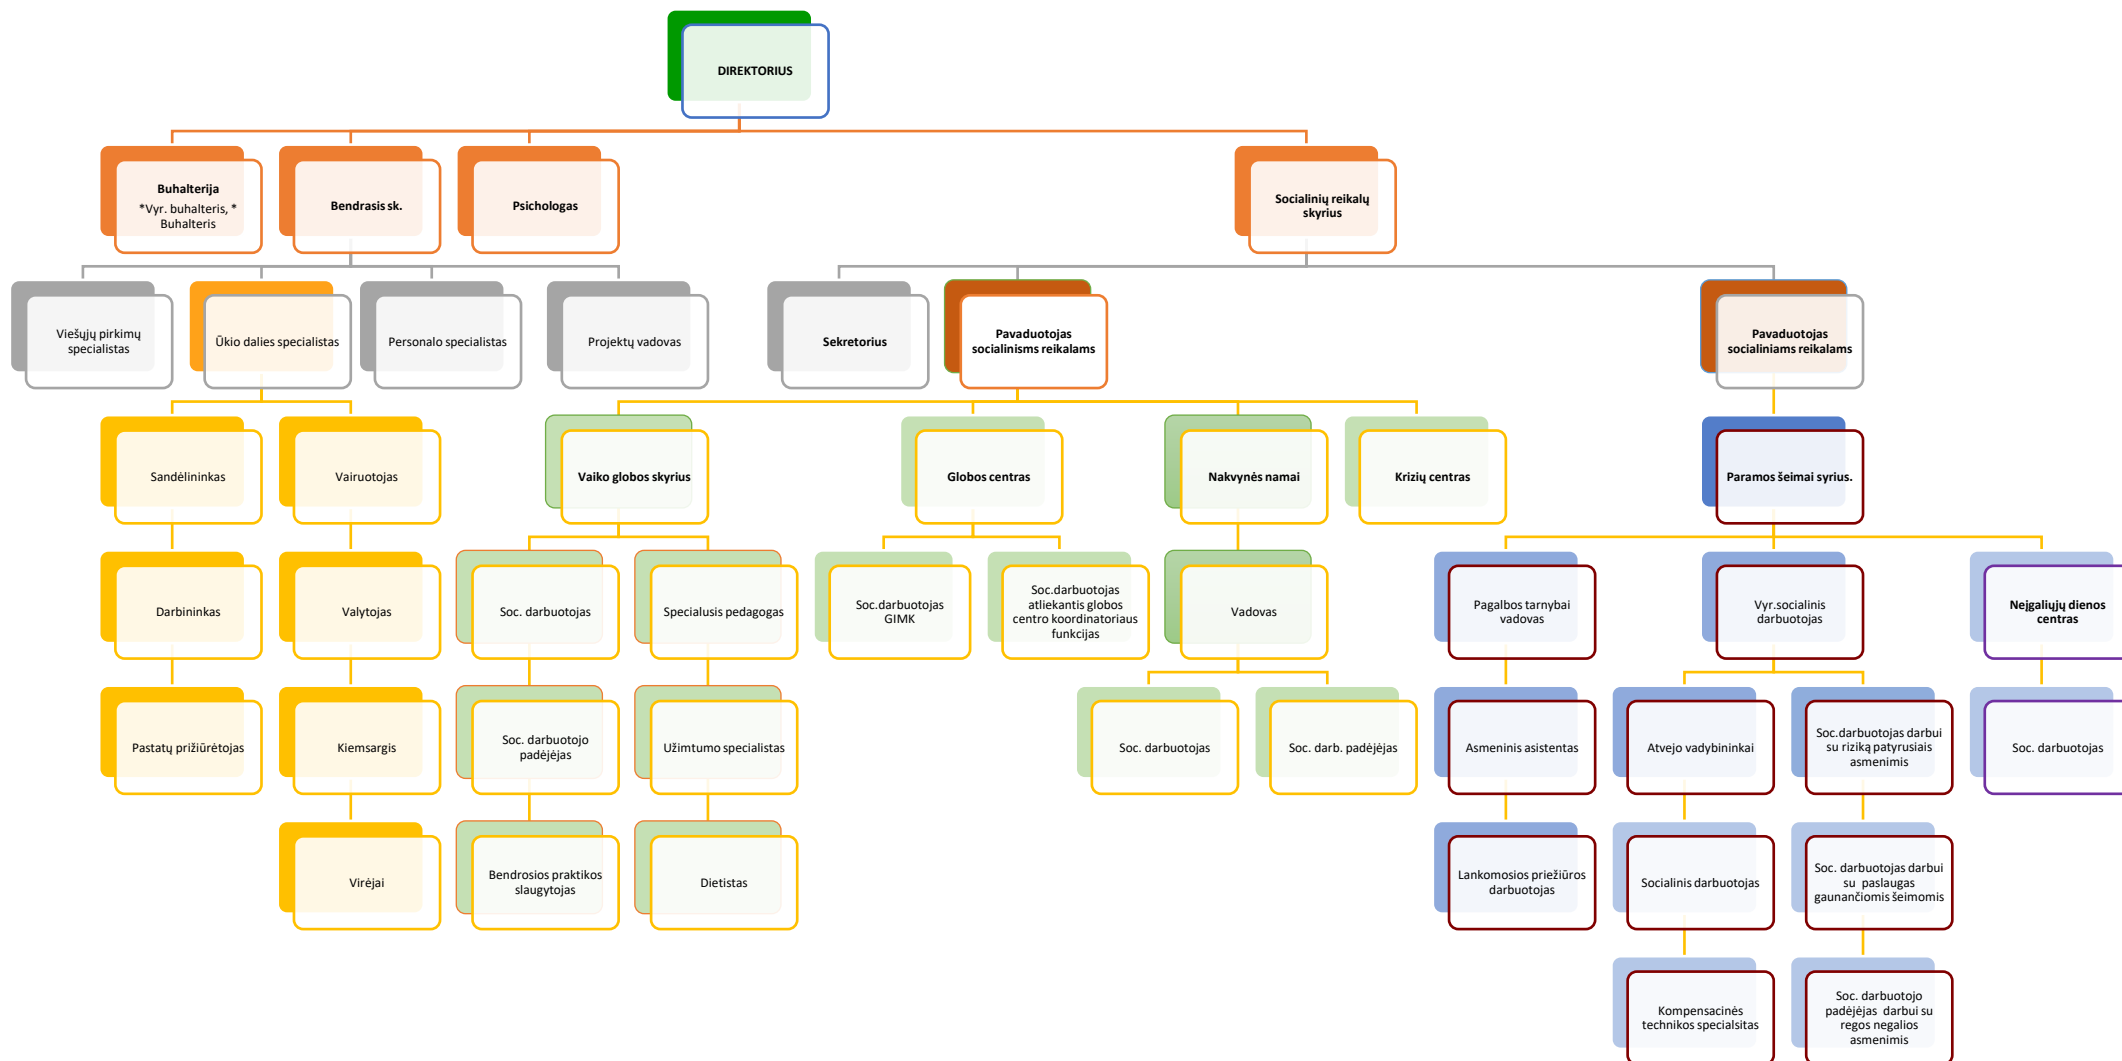 DIREKTORIUS
Buhalterija
*Vyr. buhalteris, *
Buhalteris
Bendrasis sk.
Psichologas
Socialinių reikalų
skyrius
Viešųjų pirkimų
specialistas
Ūkio dalies specialistas
Personalo specialistas
Projektų vadovas
Sekretorius
Pavaduotojas
socialinisms reikalams
Pavaduotojas
socialiniams reikalams
Sandėlininkas
Vairuotojas
Vaiko globos skyrius
Globos centras
Nakvynės namai
Krizių centras
Paramos šeimai syrius.
Darbininkas
Valytojas
Soc. darbuotojas
Specialusis pedagogas
Soc.darbuotojas
GIMK
Soc.darbuotojas
atliekantis globos
centro koordinatoriaus
funkcijas
Vadovas
Pagalbos tarnybai
vadovas
Vyr.socialinis
darbuotojas
Neįgaliųjų dienos
centras
Pastatų prižiūrėtojas
Kiemsargis
Soc. darbuotojo
padėjėjas
Užimtumo specialistas
Soc. darbuotojas
Soc. darb. padėjėjas
Asmeninis asistentas
Atvejo vadybininkai
Soc.darbuotojas darbui
su riziką patyrusiais
asmenimis
Soc. darbuotojas
Virėjai
Bendrosios praktikos
slaugytojas
Dietistas
Lankomosios priežiūros
darbuotojas
Socialinis darbuotojas
Soc. darbuotojas darbui
su paslaugas
gaunančiomis šeimomis
Kompensacinės
technikos specialsitas
Soc. darbuotojo
padėjėjas darbui su
regos negalios
asmenimis